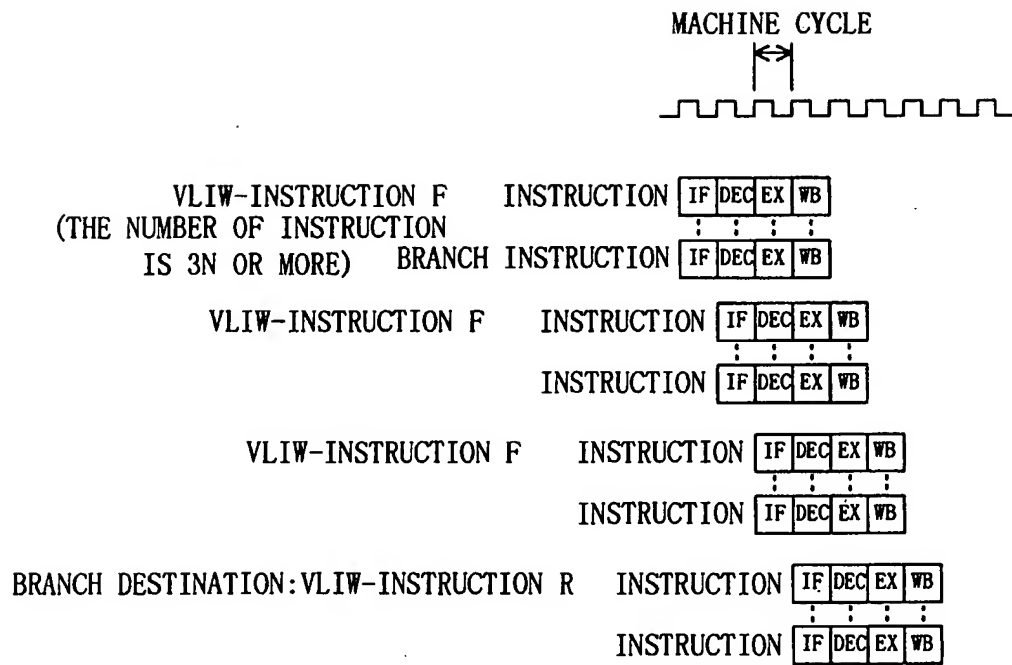 MACHINE CYCLE
VLIW-INSTRUCTION F INSTRUCTION IF DEC EX WB
(THE NUMBER OF INSTRUCTION
IS 3N OR MORE) BRANCH INSTRUCTION IF DEC EX WB
VLIW-INSTRUCTION F INSTRUCTION IF DEC EX WB
INSTRUCTION IF DEC EX WB
VLIW-INSTRUCTION F INSTRUCTION IF DEC EX WB
INSTRUCTION IF DEC EX WB
BRANCH DESTINATION:VLIW-INSTRUCTION R INSTRUCTION IF DEC EX WB
INSTRUCTION IF DEC EX WB